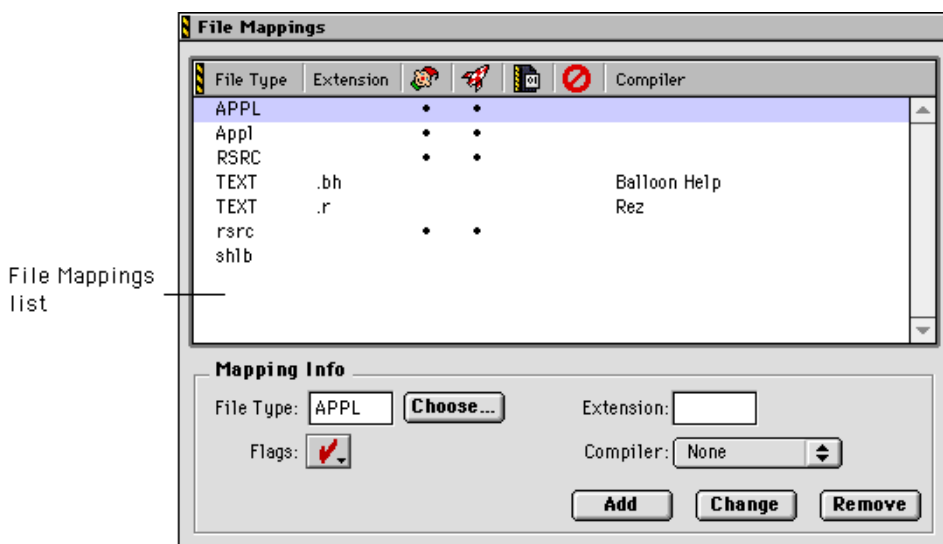 File Mappings
File Type Extension Compiler
APPL • •
Appl • •
RSRC • •
TEXT .bh Balloon Help
TEXT .r Rez
rsrc • •
shlb
File Mappings
list
Mapping Info
File Type: APPL Choose... Extension:
Flags: Compiler: None
Add Change Remove